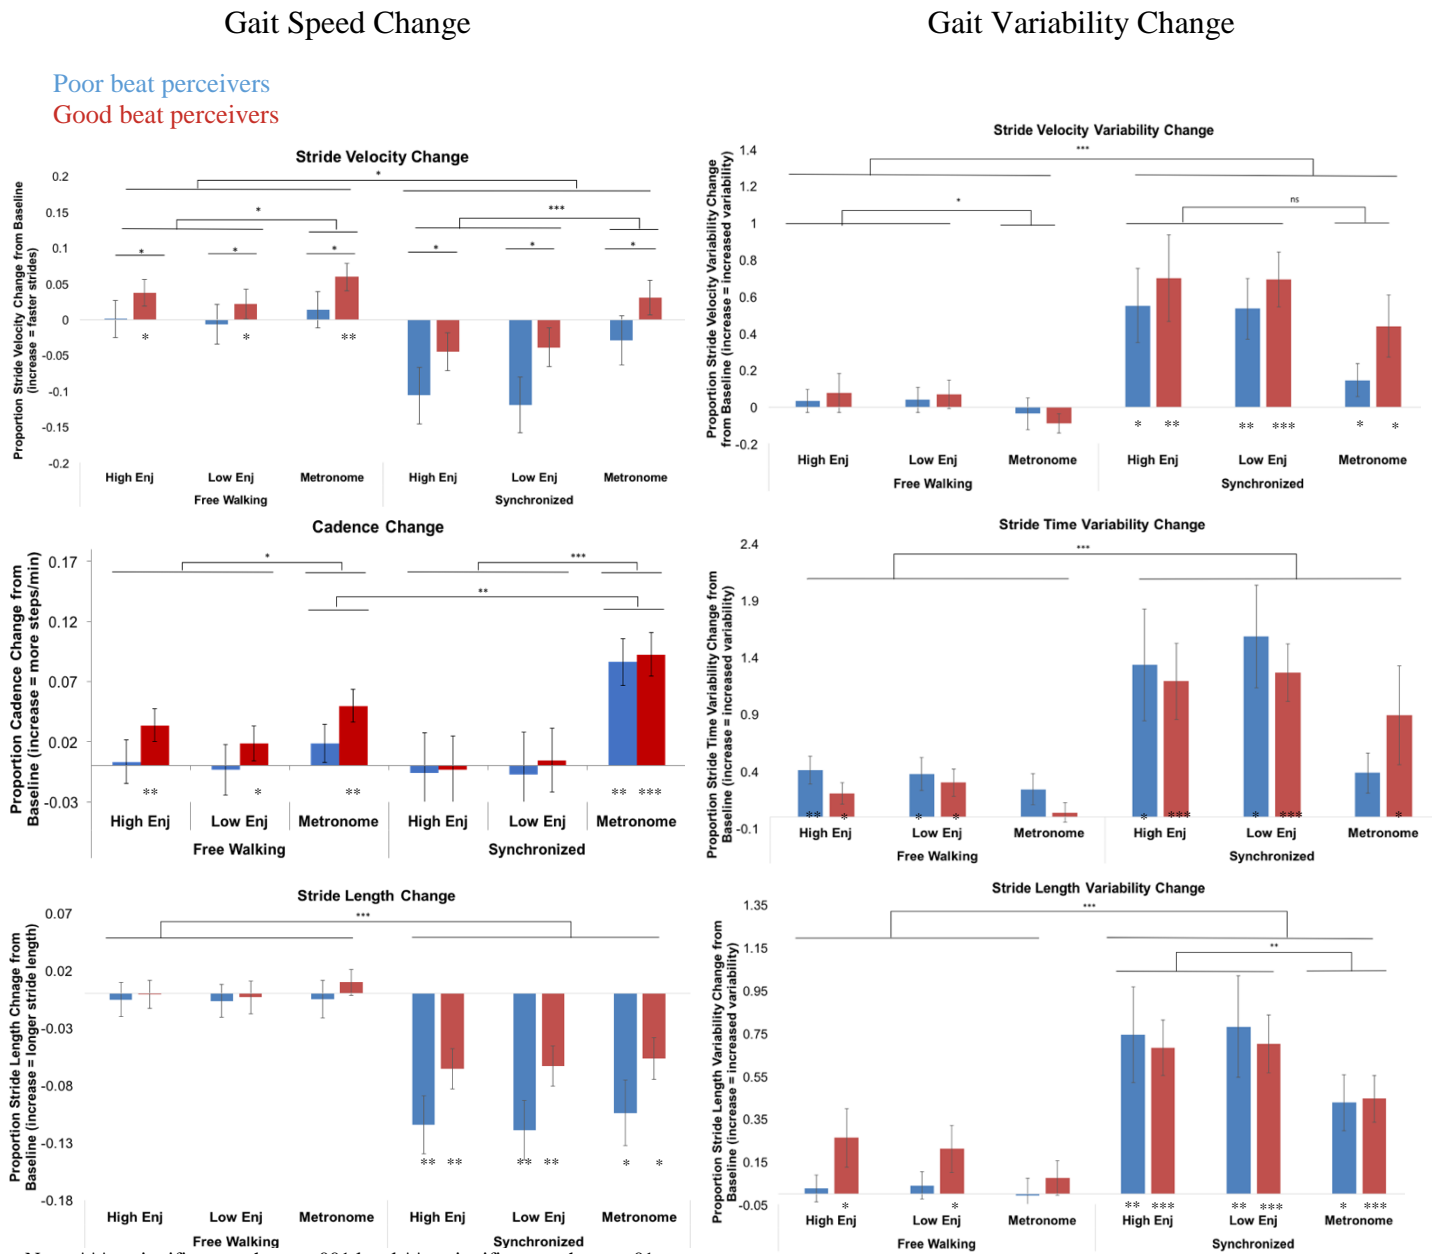 Gait Speed Change
Gait Variability Change
Poor beat perceivers
Good beat perceivers
Stride Velocity Change
Proportion Stride Velocity Change from Baseline
(increase = faster strides)
0.2
0.15
0.1
0.05
0
-0.05
-0.1
-0.15
-0.2
*
*
***
*
*
*
*
*
*
*
*
**
High Enj
Low Enj
Metronome
High Enj
Low Enj
Metronome
Free Walking
Synchronized
Cadence Change
Proportion Cadence Change from
Baseline (increase = more steps/min)
0.17
0.12
0.07
0.02
-0.03
*
***
**
**
*
**
**
***
High Enj
Low Enj
Metronome
High Enj
Low Enj
Metronome
Free Walking
Synchronized
Stride Length Change
Proportion Stride Length Chnage from
Baseline (increase = longer stride length)
0.07
0.02
-0.03
-0.08
-0.13
-0.18
***
**
**
**
**
*
*
High Enj
Low Enj
Metronome
High Enj
Low Enj
Metronome
Free Walking
Synchronized
Stride Velocity Variability Change
Proportion Stride Velocity Variability Change
from Baseline (increase = increased variability)
1.4
1.2
1
0.8
0.6
0.4
0.2
0
-0.2
***
*
ns
*
**
**
***
*
*
High Enj
Low Enj
Metronome
High Enj
Low Enj
Metronome
Free Walking
Synchronized
Stride Time Variability Change
Proportion Stride Time Variability Change from
Baseline (increase = increased variability)
2.4
1.9
1.4
0.9
0.4
-0.1
***
**
*
*
*
*
***
*
***
*
High Enj
Low Enj
Metronome
High Enj
Low Enj
Metronome
Free Walking
Synchronized
Stride Length Variability Change
Proportion Stride Length Variability Change from
Baseline (increase = increased variability)
1.35
1.15
0.95
0.75
0.55
0.35
0.15
-0.05
***
**
*
*
**
***
**
***
*
***
High Enj
Low Enj
Metronome
High Enj
Low Enj
Metronome
Free Walking
Synchronized